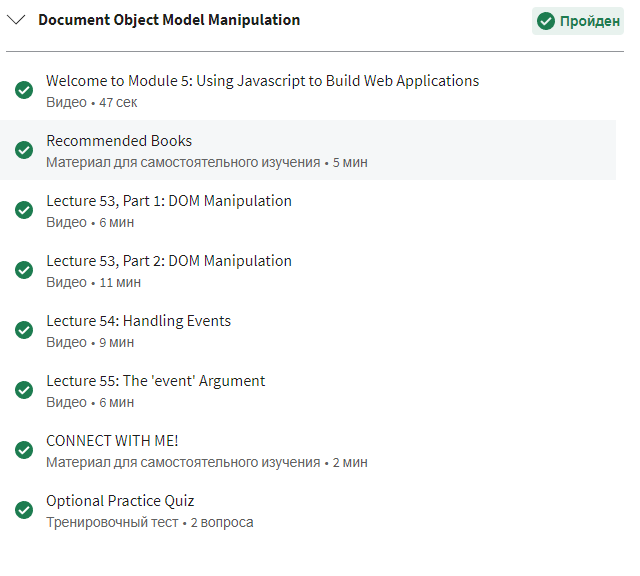 Document Object Model Manipulation
Пройден
Welcome to Module 5: Using Javascript to Build Web Applications
Видео • 47 сек
Recommended Books
Материал для самостоятельного изучения • 5 мин
Lecture 53, Part 1: DOM Manipulation
Видео • 6 мин
Lecture 53, Part 2: DOM Manipulation
Видео • 11 мин
Lecture 54: Handling Events
Видео • 9 мин
Lecture 55: The 'event' Argument
Видео • 6 мин
CONNECT WITH ME!
Материал для самостоятельного изучения • 2 мин
Optional Practice Quiz
Тренировочный тест • 2 вопроса